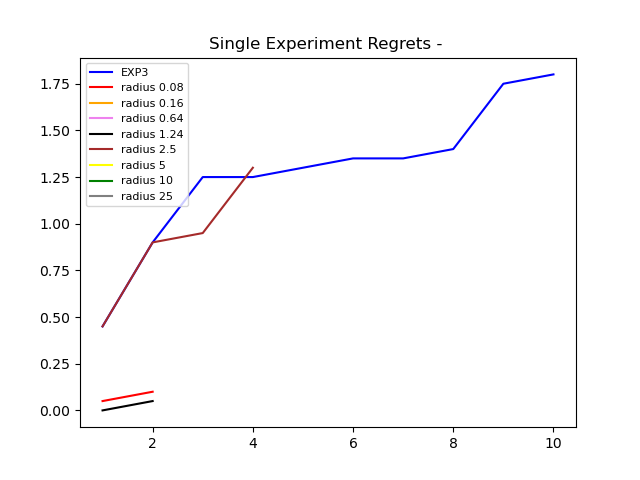 Single Experiment Regrets -
EXP3
radius 0.08
radius 0.16
radius 0.64
radius 1.24
radius 2.5
radius 5
radius 10
radius 25
1.75
1.50
1.25
1.00
0.75
0.50
0.25
0.00
2 4 6 8 10